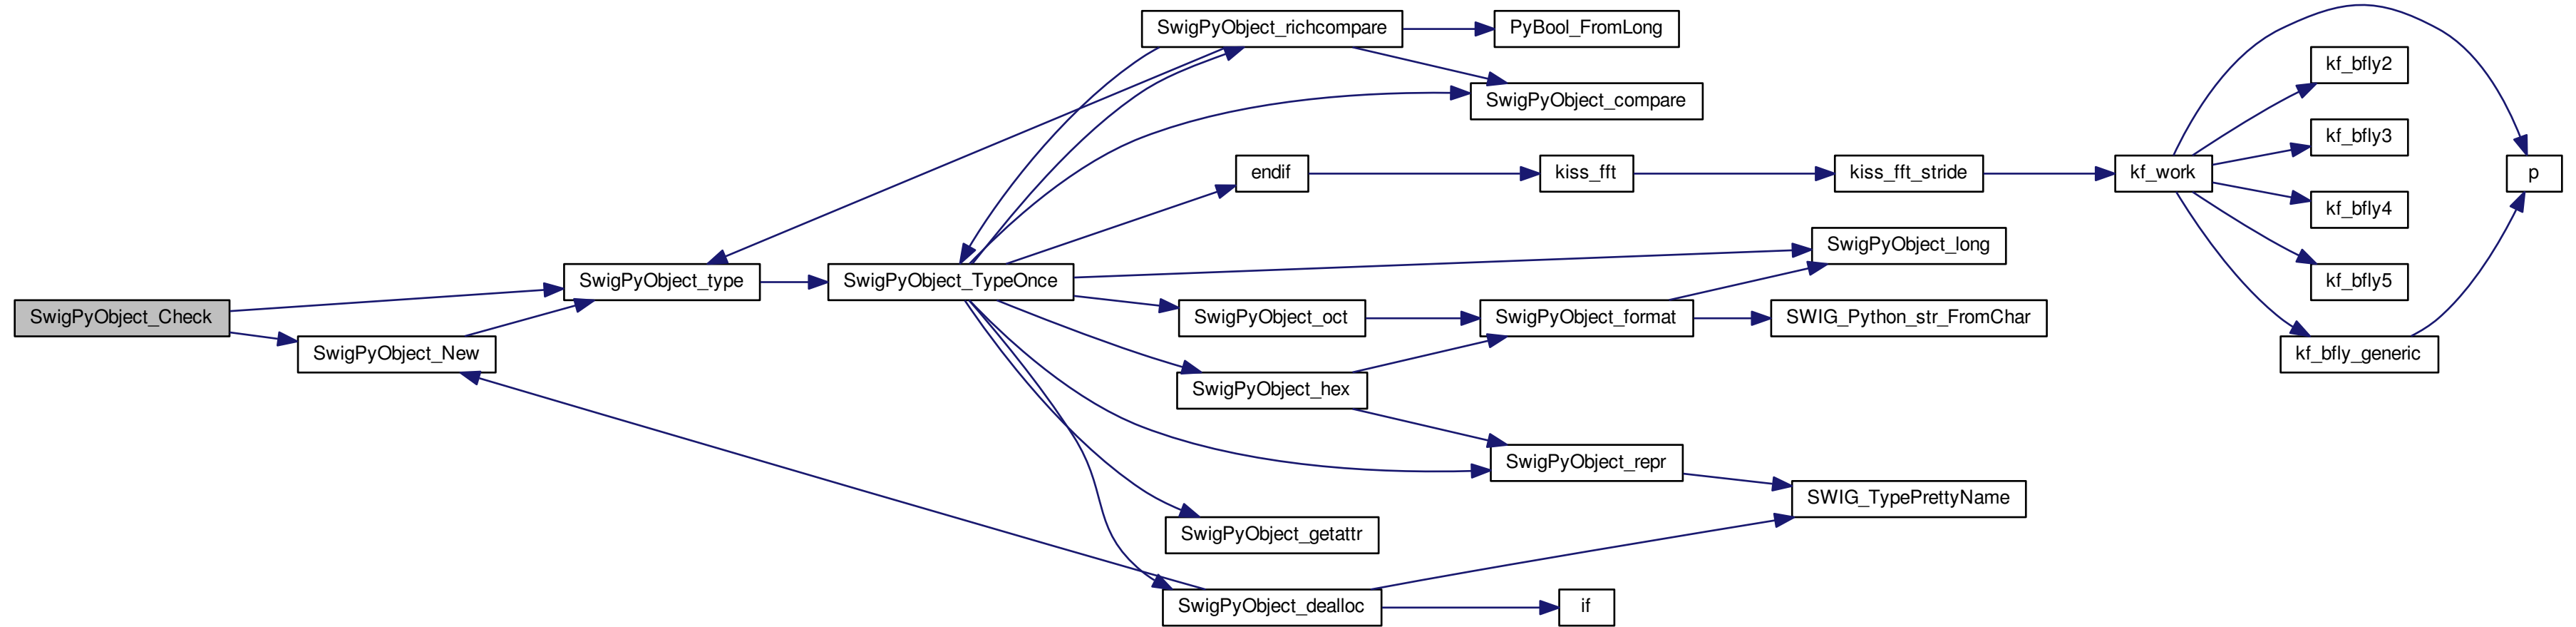 SwigPyObject_Check
SwigPyObject_New
SwigPyObject_type
SwigPyObject_TypeOnce
SwigPyObject_richcompare
PyBool_FromLong
SwigPyObject_compare
endif
kiss_fft
kiss_fft_stride
kf_work
kf_bfly2
kf_bfly3
kf_bfly4
kf_bfly5
kf_bfly_generic
p
SwigPyObject_long
SwigPyObject_oct
SwigPyObject_format
SWIG_Python_str_FromChar
SwigPyObject_hex
SwigPyObject_repr
SWIG_TypePrettyName
SwigPyObject_getattr
SwigPyObject_dealloc
if